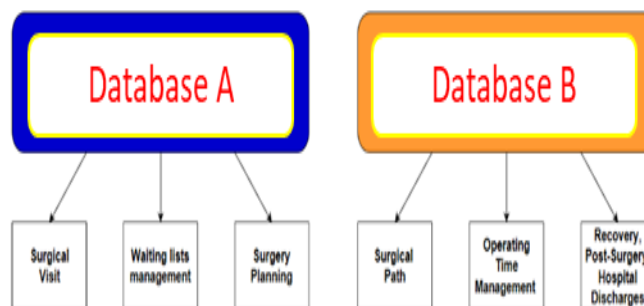 Database A
Database B
Surgical
Visit
Waiting lists
management
Surgery
Planning
Surgical
Path
Operating
Time
Management
Recovery,
Post-Surgery,
Hospital
Discharges